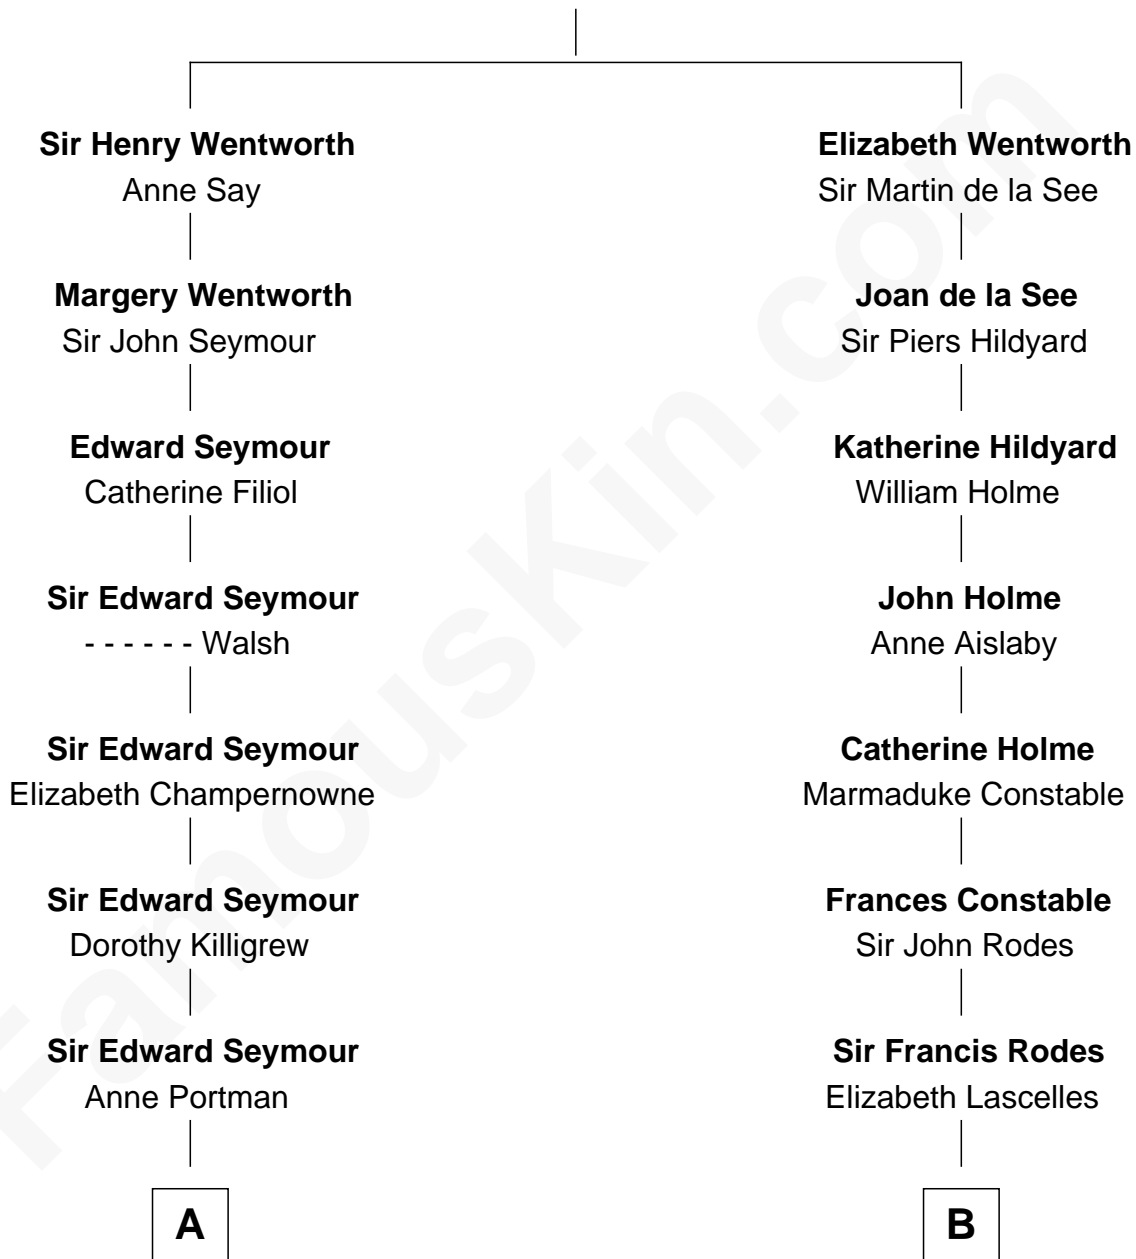 Sir Henry Wentworth
Anne Say
Margery Wentworth
Sir John Seymour
Edward Seymour
Catherine Filiol
Sir Edward Seymour
- - - - - - Walsh
Sir Edward Seymour
Elizabeth Champernowne
Sir Edward Seymour
Dorothy Killigrew
Sir Edward Seymour
Anne Portman
A
Elizabeth Wentworth
Sir Martin de la See
Joan de la See
Sir Piers Hildyard
Katherine Hildyard
William Holme
John Holme
Anne Aislaby
Catherine Holme
Marmaduke Constable
Frances Constable
Sir John Rodes
Sir Francis Rodes
Elizabeth Lascelles
B
FamousKin.com